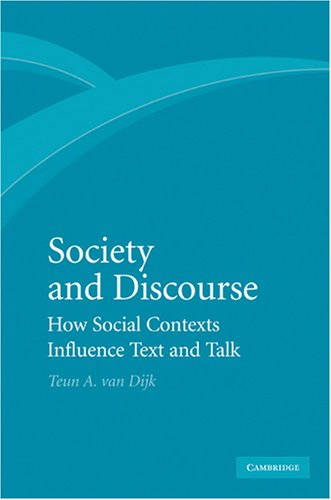 Society
and Discourse
How Social Contexts
Influence Text and Talk
Teun A. van Dijk
CAMBRIDGE